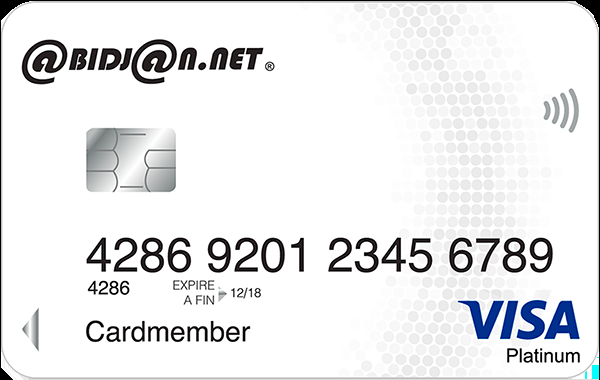 @BIDJ@N.NET®
4286 9201 2345 6789
4286 EXPIRE
A FIN 12/18
Cardmember
VISA
Platinum